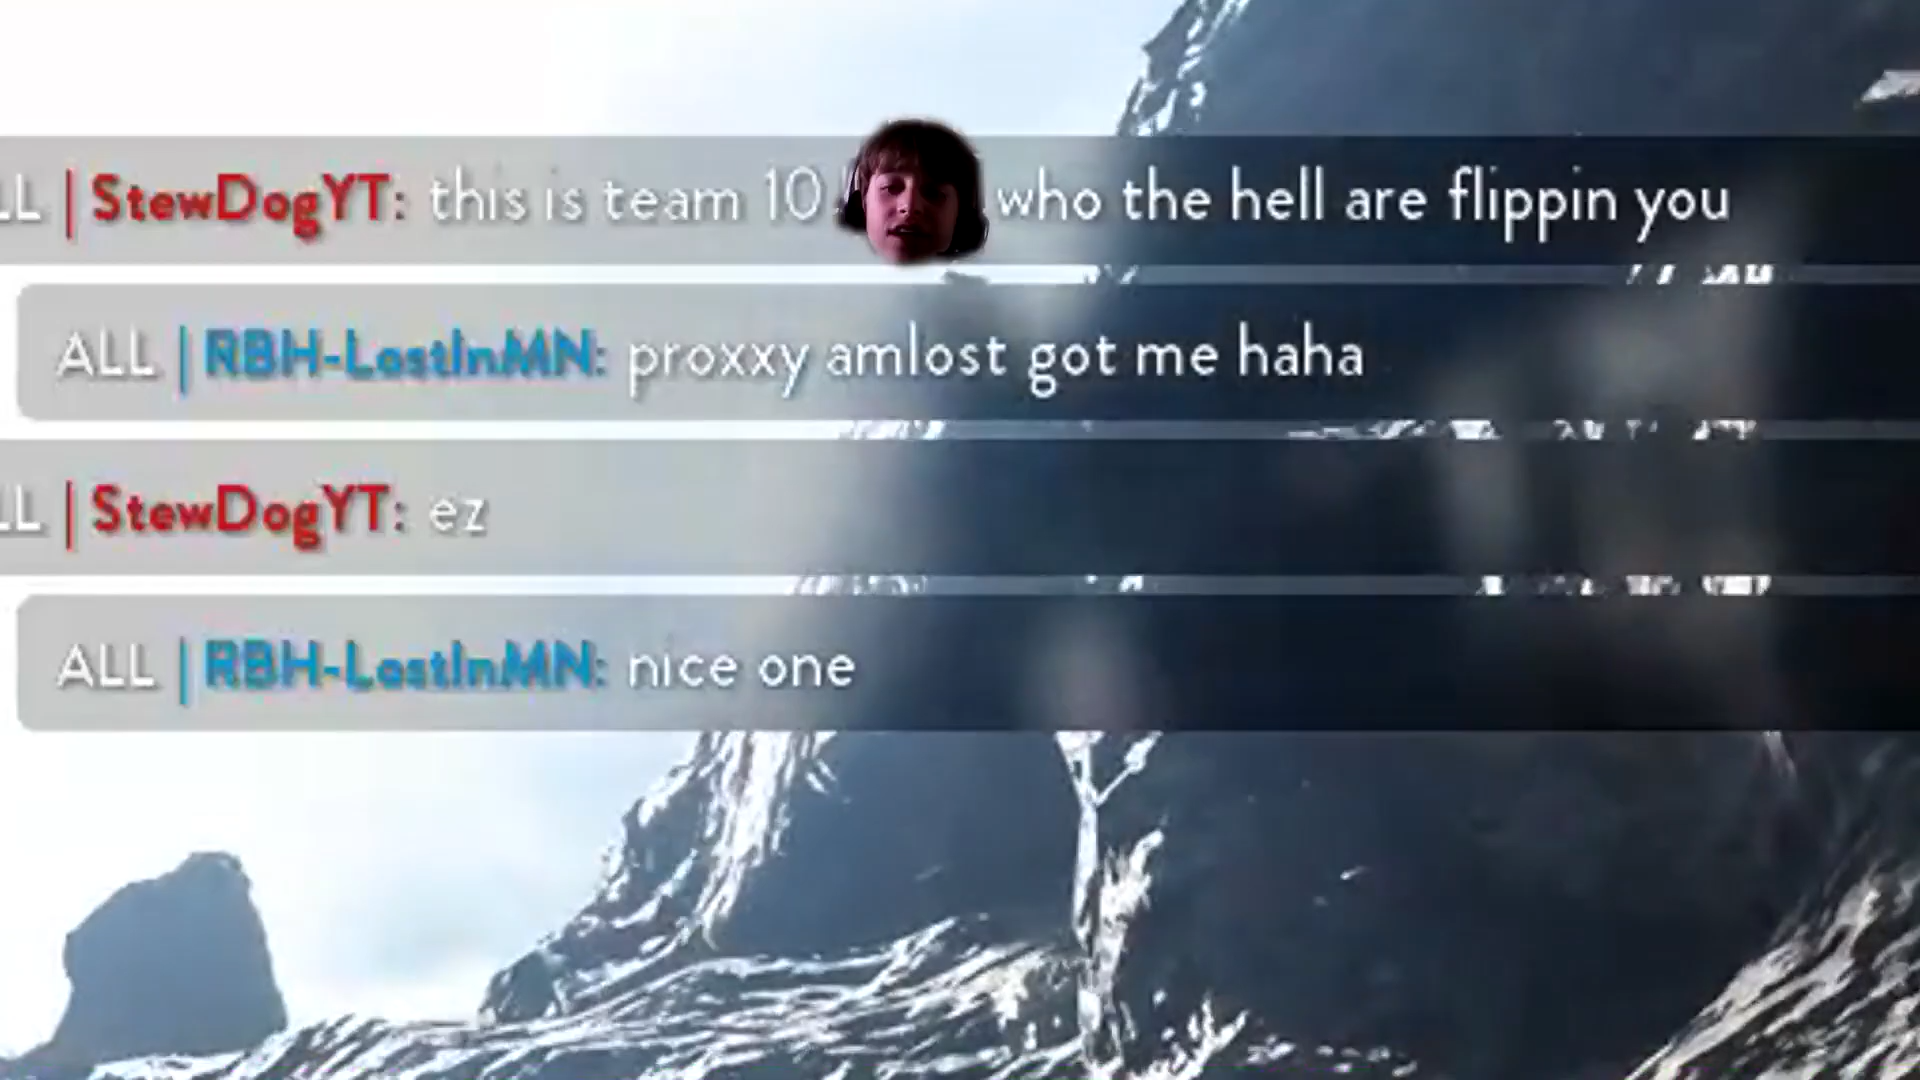 LL | StewDogYT: this is team 10 who the hell are flippin you
ALL | RBH-LostInMN: proxxy amlost got me haha
LL | StewDogYT: ez
ALL | RBH-LostInMN: nice one